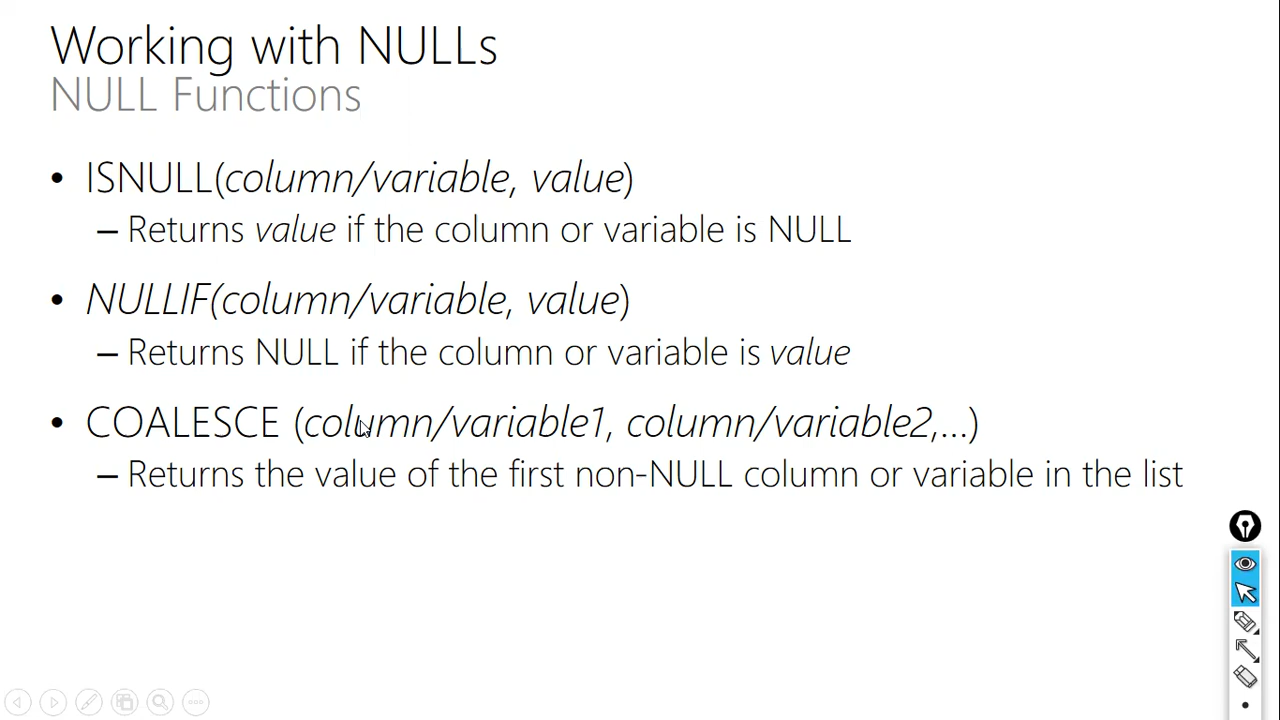 Working with NULLs
NULL Functions
• ISNULL(column/variable, value)
– Returns value if the column or variable is NULL
• NULLIF(column/variable, value)
– Returns NULL if the column or variable is value
• COALESCE (column/variable1, column/variable2,...)
– Returns the value of the first non-NULL column or variable in the list